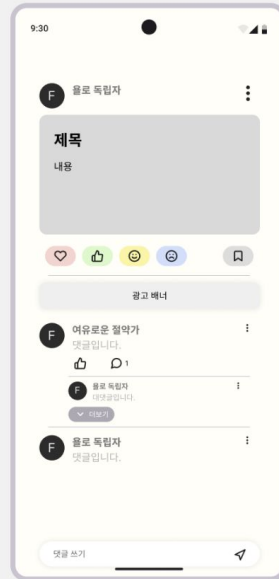 9:30
F
욜로 독립자
제목
내용
광고 배너
F
여유로운 절약가
댓글입니다.
1
F
욜로 독립자
대댓글입니다.
더보기
F
욜로 독립자
댓글입니다.
댓글 쓰기